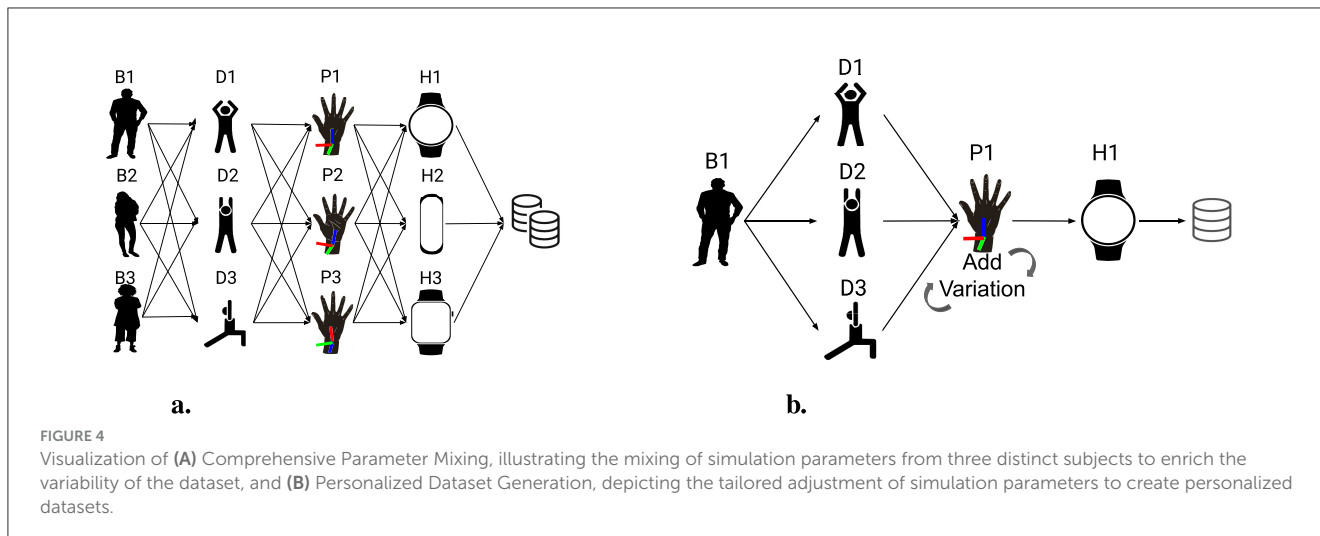 B1 D1 P1 H1
B2 D2 P2 H2
B3 D3 P3 H3
a.
D1
B1 D2 P1 H1
D3
Add
Variation
b.
FIGURE 4
Visualization of (A) Comprehensive Parameter Mixing, illustrating the mixing of simulation parameters from three distinct subjects to enrich the
variability of the dataset, and (B) Personalized Dataset Generation, depicting the tailored adjustment of simulation parameters to create personalized
datasets.